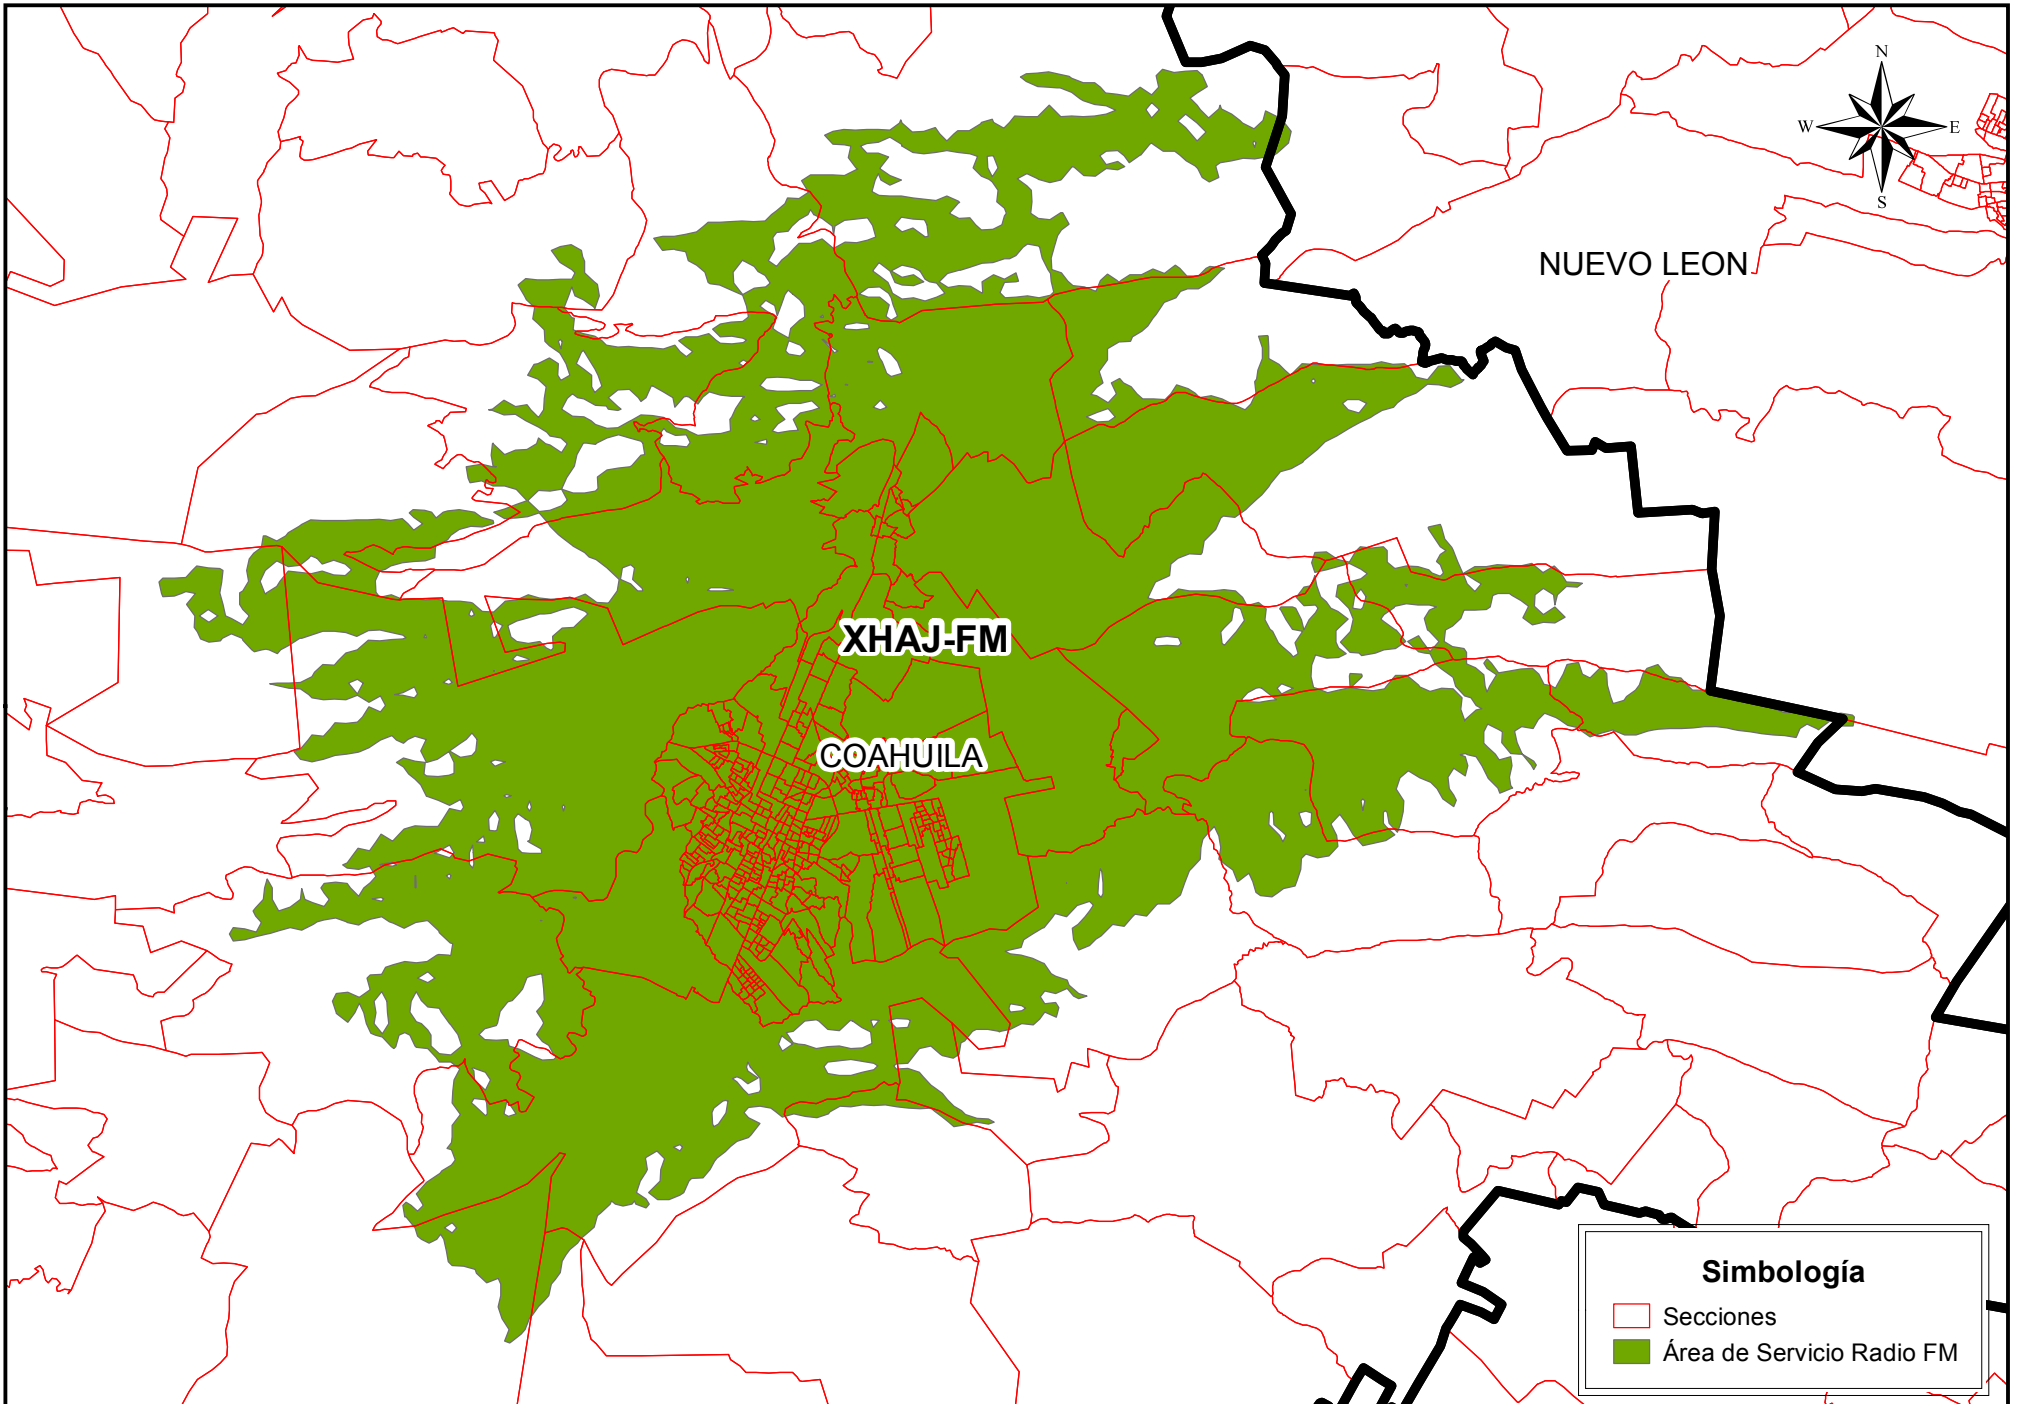 N
W E
S
NUEVO LEON
XHAJ-FM
COAHUILA
Simbología
Secciones
Área de Servicio Radio FM